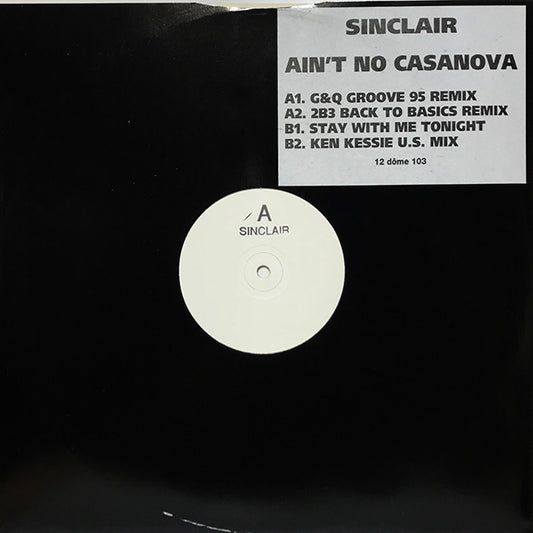 SINCLAIR
AIN'T NO CASANOVA
A1. G&Q GROOVE 95 REMIX
A2. 2B3 BACK TO BASICS REMIX
B1. STAY WITH ME TONIGHT
B2. KEN KESSIE U.S. MIX
12 dôme 103
A
SINCLAIR